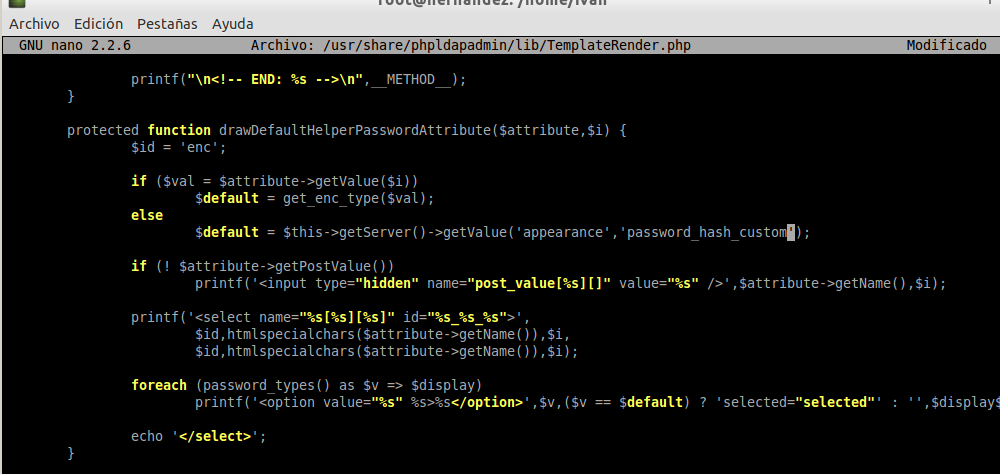 root@hernandez: /home/ivan
Archivo Edición Pestañas Ayuda
GNU nano 2.2.6 Archivo: /usr/share/phpldapadmin/lib/TemplateRender.php Modificado
printf("\n<!-- END: %s -->\n",__METHOD__);
}
protected function drawDefaultHelperPasswordAttribute($attribute,$i) {
$id = 'enc';
if ($val = $attribute->getValue($i))
$default = get_enc_type($val);
else
$default = $this->getServer()->getValue('appearance','password_hash_custom');
if (! $attribute->getPostValue())
printf('<input type="hidden" name="post_value[%s][]" value="%s" />',$attribute->getName(),$i);
printf('<select name="%s[%s][%s]" id="%s_%s_%s">',
$id,htmlspecialchars($attribute->getName()),$i,
$id,htmlspecialchars($attribute->getName()),$i);
foreach (password_types() as $v => $display)
printf('<option value="%s" %s>%s</option>',$v,($v == $default) ? 'selected="selected"' : '',$display$
echo '</select>';
}